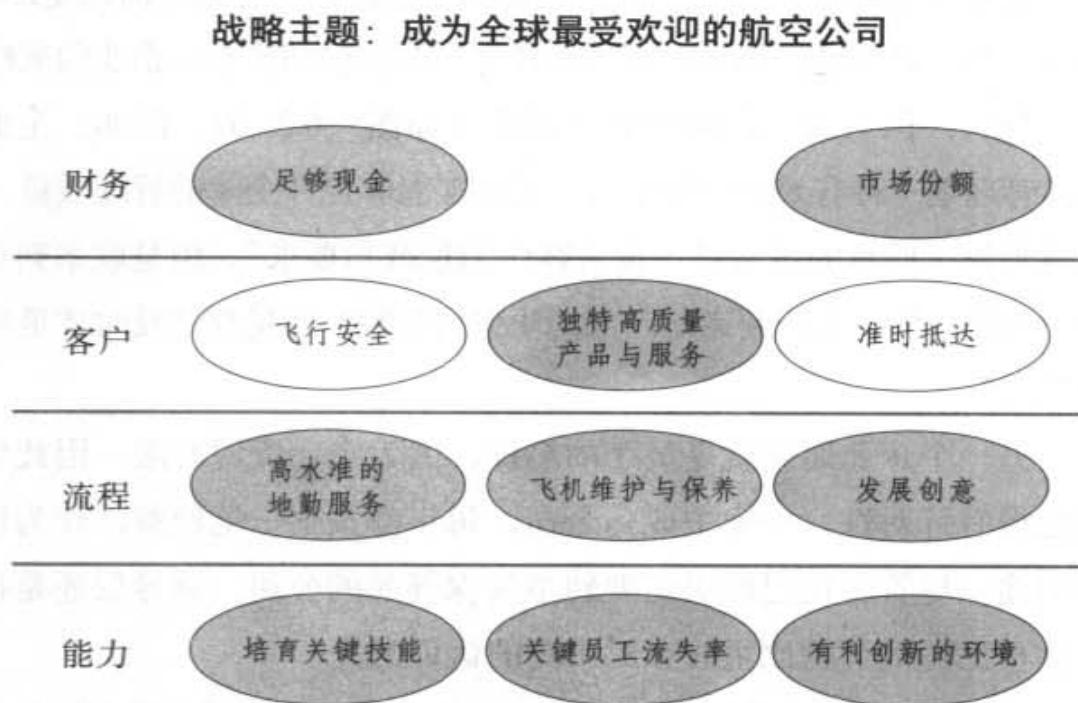 战略主题：成为全球最受欢迎的航空公司
财务
足够现金
市场份额
客户
飞行安全
独特高质量
产品与服务
准时抵达
流程
高水准的
地勤服务
飞机维护与保养
发展创意
能力
培育关键技能
关键员工流失率
有利创新的环境